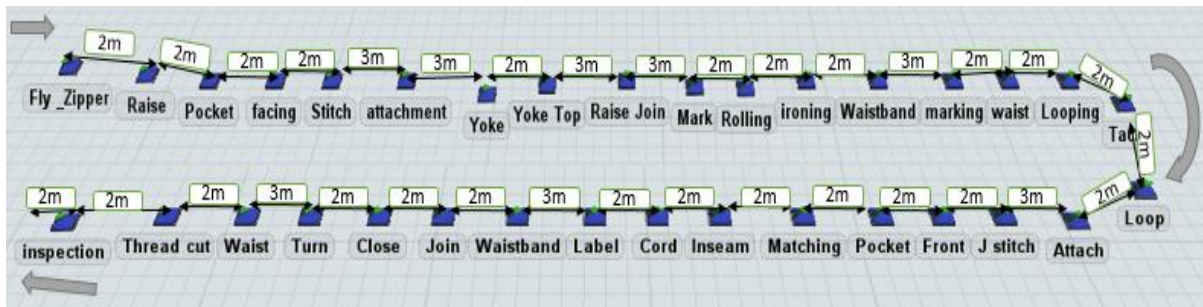 2m 2m 2m 2m 3m 3m 2m 3m 3m 2m 2m 2m 3m 2m 2m 2m
Fly _Zipper Raise Pocket facing Stitch attachment Yoke Yoke Top Raise Join Mark Rolling ironing Waistband marking waist Looping
2m
2m 2m 2m 3m 2m 2m 2m 3m 2m 2m 2m 2m 2m 2m 3m 2m
inspection Thread cut Waist Turn Close Join Waistband Label Cord Inseam Matching Pocket Front J stitch Attach Loop